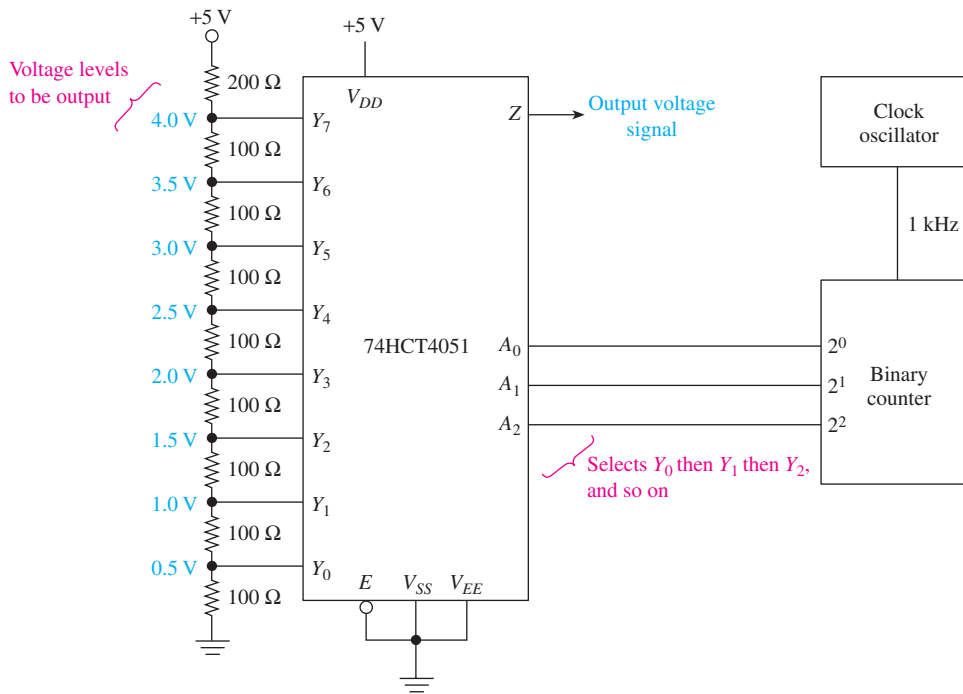 +5 V
+5 V
Voltage levels
to be output
200 Ω
4.0 V
100 Ω
3.5 V
100 Ω
3.0 V
100 Ω
2.5 V
100 Ω
2.0 V
100 Ω
1.5 V
100 Ω
1.0 V
100 Ω
0.5 V
100 Ω
V_DD
Y_7
Y_6
Y_5
Y_4
Y_3
Y_2
Y_1
Y_0
74HCT4051
E
V_SS
V_EE
Z
A_0
A_1
A_2
Output voltage
signal
Selects Y_0 then Y_1 then Y_2,
and so on
Clock
oscillator
1 kHz
2^0
2^1
2^2
Binary
counter